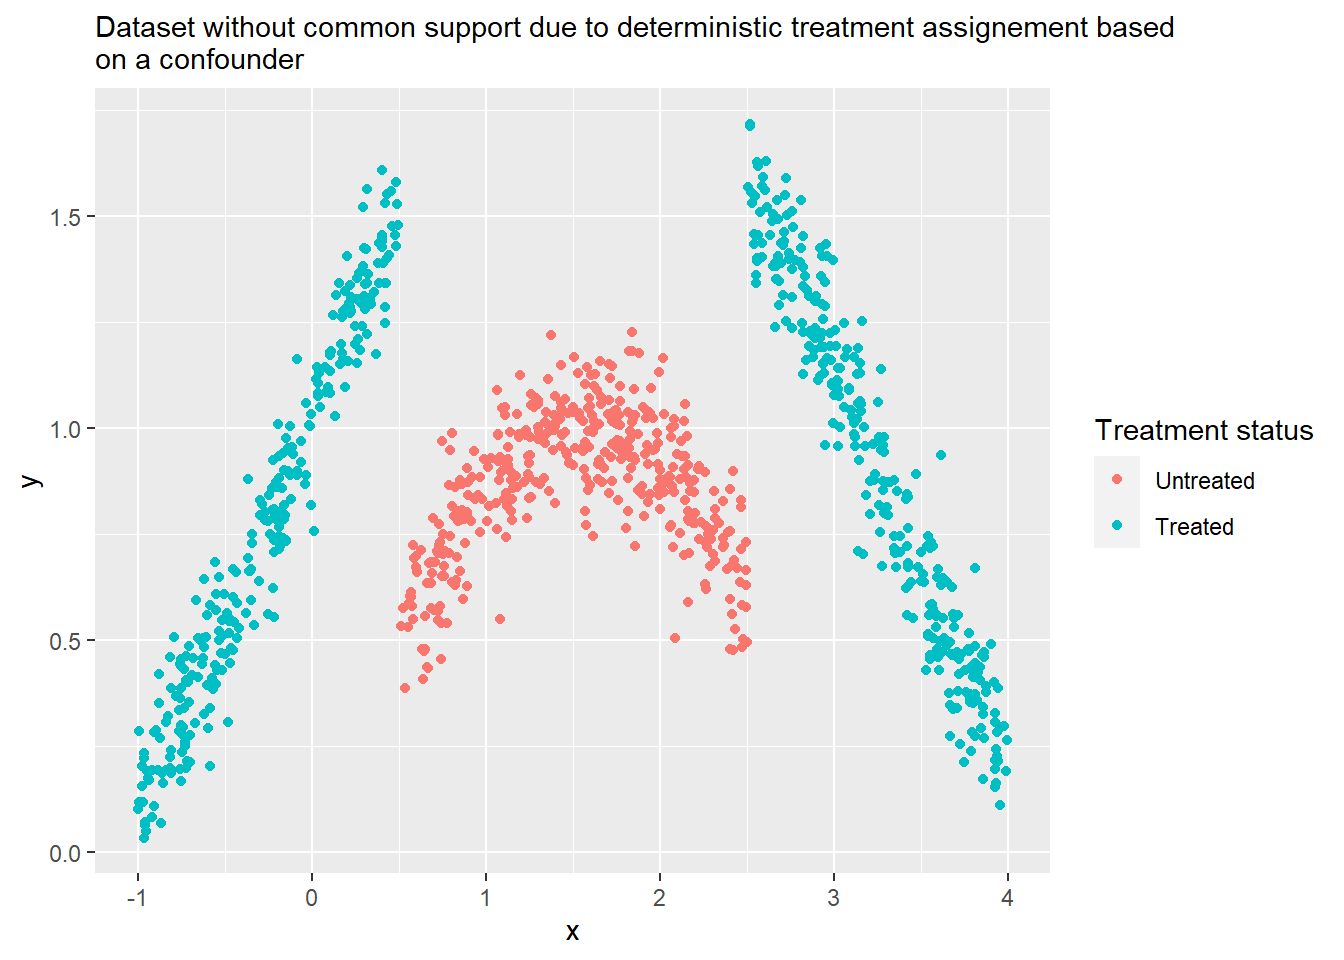 Dataset without common support due to deterministic treatment assignement based
on a confounder
1.5
1.0
0.5
0.0
y
-1 0 1 2 3 4
x
Treatment status
Untreated
Treated